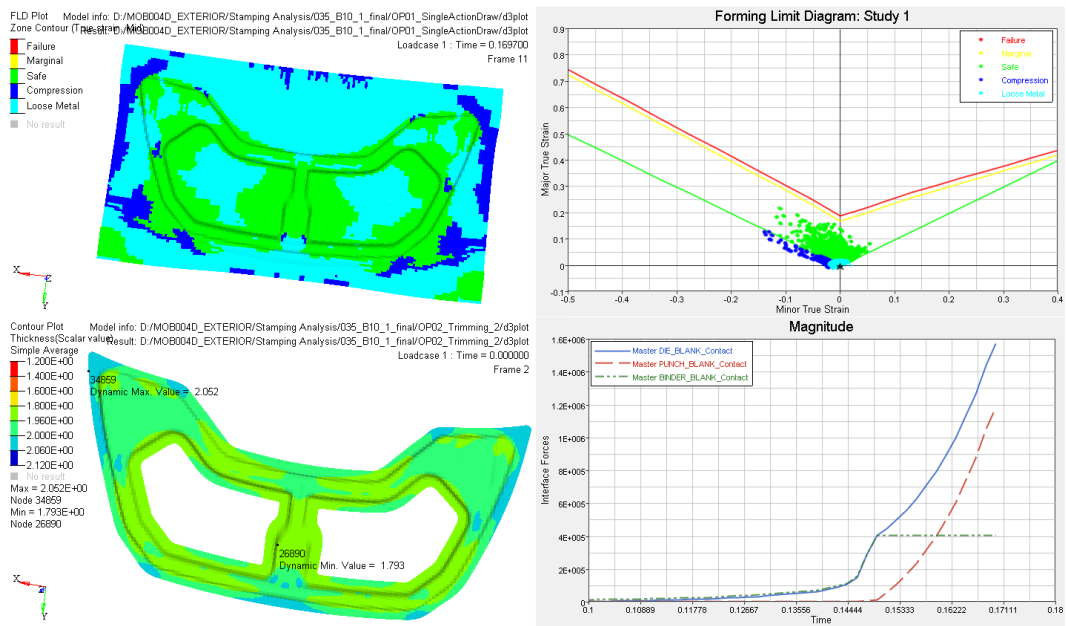 FLD Plot
Zone Contour (True strain, Mid)
Model info: D:/MOB004D_EXTERIOR/Stamping Analysis/035_B10_1_final/OP01_SingleActionDraw/d3plot
Result: D:/MOB004D_EXTERIOR/Stamping Analysis/035_B10_1_final/OP01_SingleActionDraw/d3plot
Loadcase 1 : Time = 0.169700
Frame 11
Failure
Marginal
Safe
Compression
Loose Metal
No result
X
Z
Y
Forming Limit Diagram: Study 1
Major True Strain
0.9
0.8
0.7
0.6
0.5
0.4
0.3
0.2
0.1
0
-0.1
-0.5
-0.4
-0.3
-0.2
-0.1
0
0.1
0.2
0.3
0.4
Minor True Strain
Failure
Marginal
Safe
Compression
Loose Metal
Contour Plot
Thickness(Scalar value)
Simple Average
Model info: D:/MOB004D_EXTERIOR/Stamping Analysis/035_B10_1_final/OP02_Trimming_2/d3plot
Result: D:/MOB004D_EXTERIOR/Stamping Analysis/035_B10_1_final/OP02_Trimming_2/d3plot
Loadcase 1 : Time = 0.000000
Frame 2
1.200E+00
1.400E+00
1.600E+00
1.800E+00
1.960E+00
2.000E+00
2.060E+00
2.120E+00
No result
Max = 2.052E+00
Node 34859
Min = 1.793E+00
Node 26890
34859
Dynamic Max. Value = 2.052
26890
Dynamic Min. Value = 1.793
X
Y
Magnitude
Interface Forces
1.6E+006
1.4E+006
1.2E+006
1E+006
8E+005
6E+005
4E+005
2E+005
0
0.1
0.10889
0.11778
0.12667
0.13556
0.14444
0.15333
0.16222
0.17111
0.18
Time
Master DIE_BLANK_Contact
Master PUNCH_BLANK_Contact
Master BINDER_BLANK_Contact